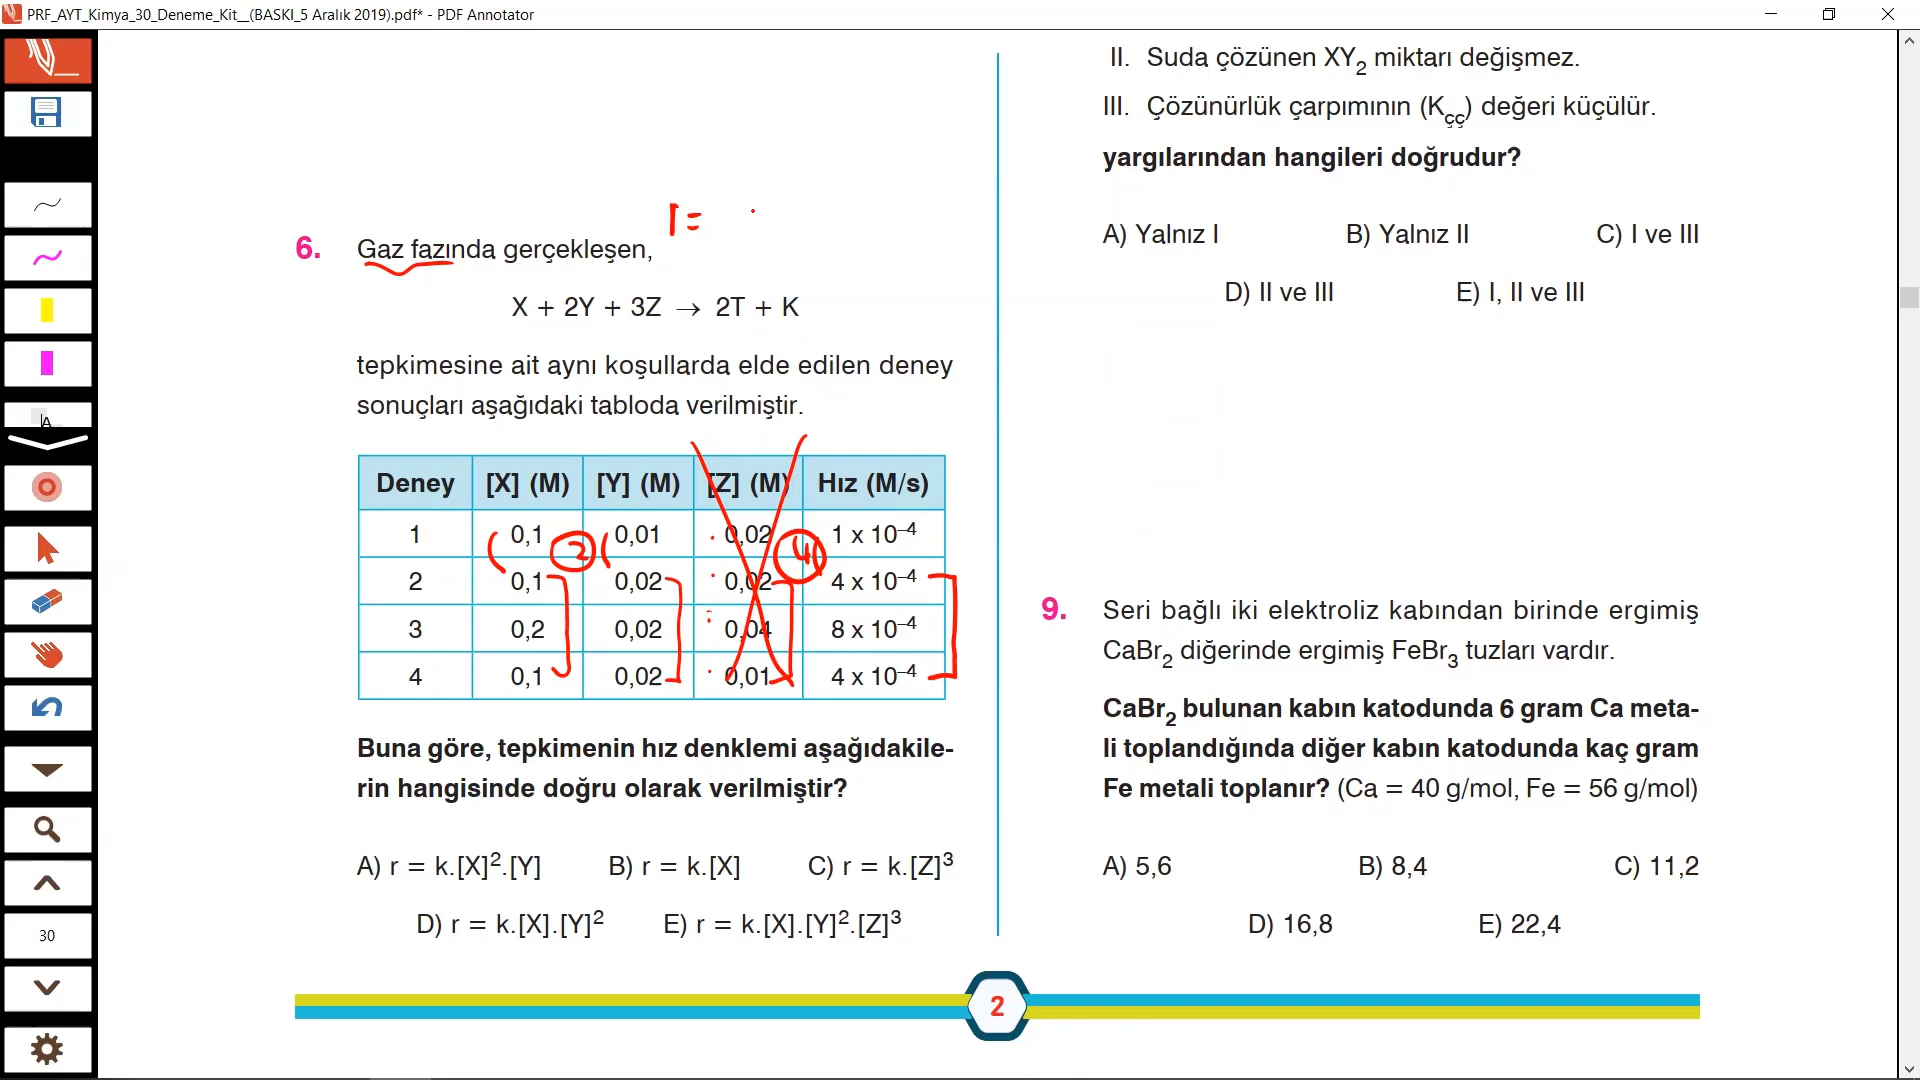 PRF_AYT_Kimya_30_Deneme_Kit__(BASKI_5 Aralık 2019).pdf* - PDF Annotator
A
30
r =
6. Gaz fazında gerçekleşen,
X + 2Y + 3Z → 2T + K
tepkimesine ait aynı koşullarda elde edilen deney
sonuçları aşağıdaki tabloda verilmiştir.
Deney [X] (M) [Y] (M) [Z] (M) Hız (M/s)
1 0,1 0,01 0,02 1 x 10⁻⁴
2 4
2 0,1 0,02 0,02 4 x 10⁻⁴
3 0,2 0,02 0,04 8 x 10⁻⁴
4 0,1 0,02 0,01 4 x 10⁻⁴
Buna göre, tepkimenin hız denklemi aşağıdakile-
rin hangisinde doğru olarak verilmiştir?
A) r = k.[X]².[Y] B) r = k.[X] C) r = k.[Z]³
D) r = k.[X].[Y]² E) r = k.[X].[Y]².[Z]³
II. Suda çözünen XY₂ miktarı değişmez.
III. Çözünürlük çarpımının (Kçç) değeri küçülür.
yargılarından hangileri doğrudur?
A) Yalnız I B) Yalnız II C) I ve III
D) II ve III E) I, II ve III
9. Seri bağlı iki elektroliz kabından birinde ergimiş
CaBr₂ diğerinde ergimiş FeBr₃ tuzları vardır.
CaBr₂ bulunan kabın katodunda 6 gram Ca meta-
li toplandığında diğer kabın katodunda kaç gram
Fe metali toplanır? (Ca = 40 g/mol, Fe = 56 g/mol)
A) 5,6 B) 8,4 C) 11,2
D) 16,8 E) 22,4
2